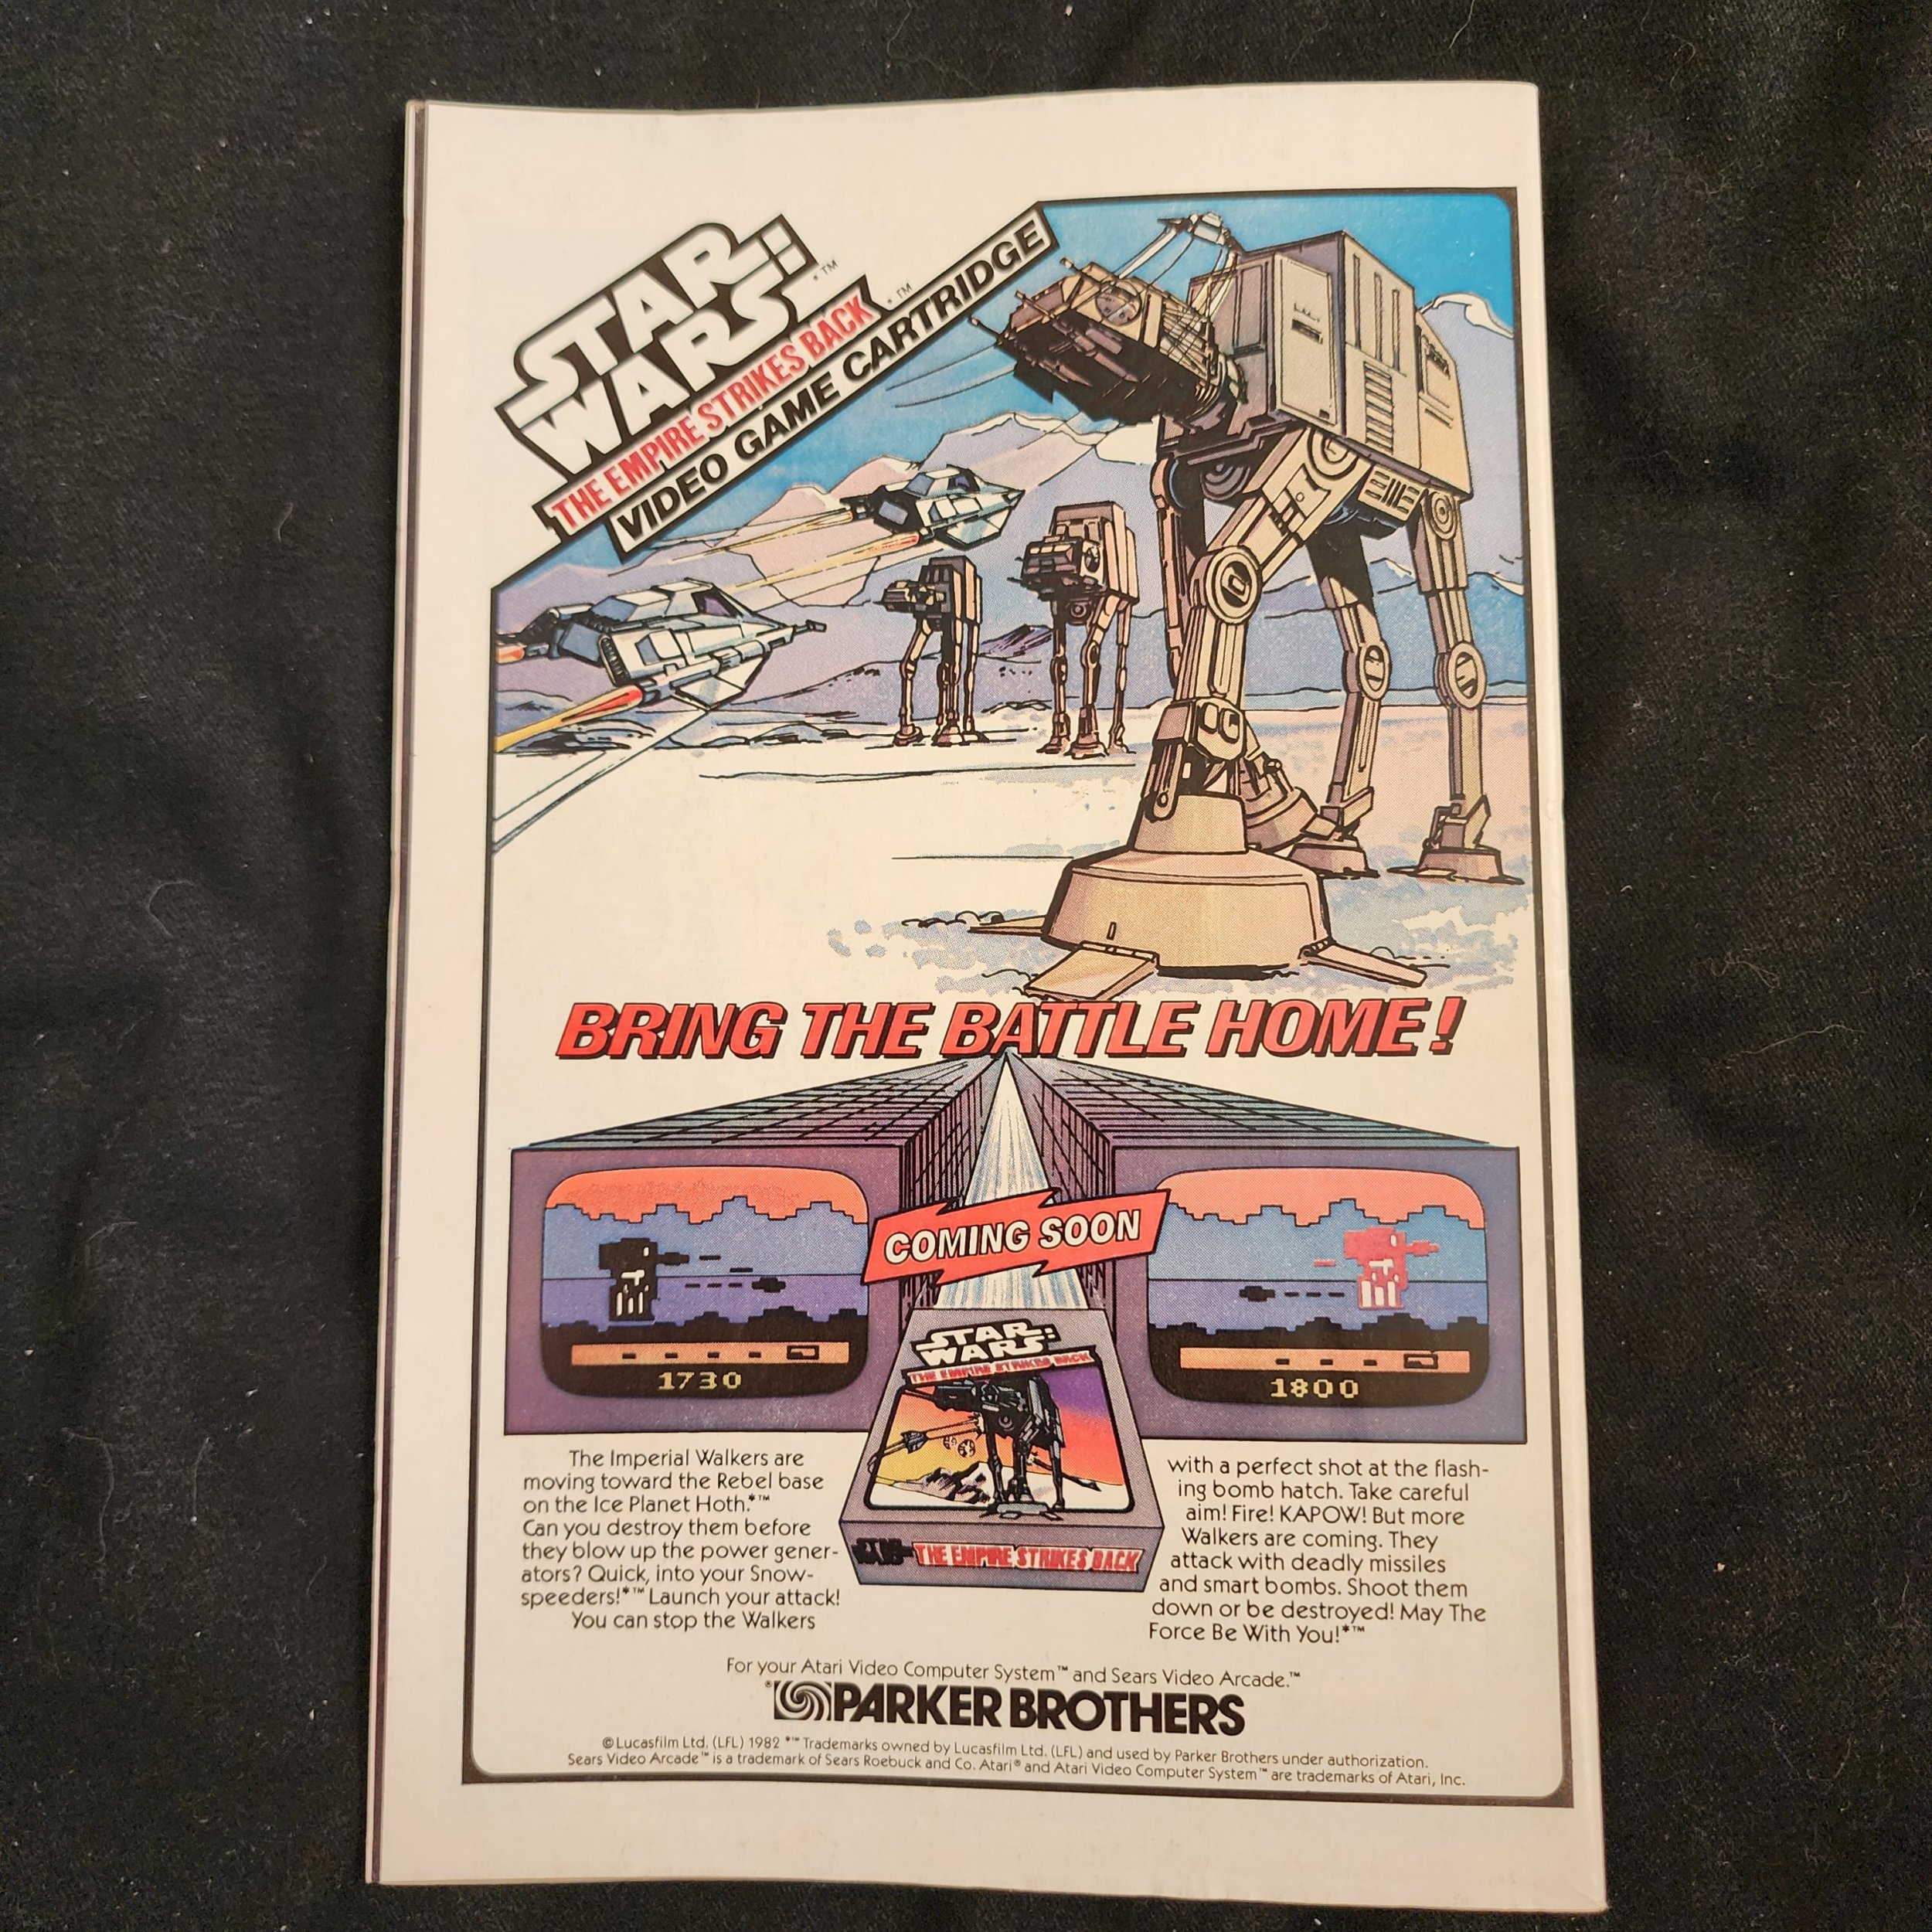 STAR
WARS:*™
THE EMPIRE STRIKES BACK*™
VIDEO GAME CARTRIDGE
BRING THE BATTLE HOME!
COMING SOON
1730
1800
STAR
WARS:
THE EMPIRE STRIKES BACK
STAR
WARS
THE EMPIRE STRIKES BACK
The Imperial Walkers are
moving toward the Rebel base
on the Ice Planet Hoth.*™
Can you destroy them before
they blow up the power gener-
ators? Quick, into your Snow-
speeders!*™ Launch your attack!
You can stop the Walkers
with a perfect shot at the flash-
ing bomb hatch. Take careful
aim! Fire! KAPOW! But more
Walkers are coming. They
attack with deadly missiles
and smart bombs. Shoot them
down or be destroyed! May The
Force Be With You!*™
For your Atari Video Computer System™ and Sears Video Arcade.™
® PARKER BROTHERS
© Lucasfilm Ltd. (LFL) 1982 *™ Trademarks owned by Lucasfilm Ltd. (LFL) and used by Parker Brothers under authorization.
Sears Video Arcade™ is a trademark of Sears Roebuck and Co. Atari® and Atari Video Computer System™ are trademarks of Atari, Inc.